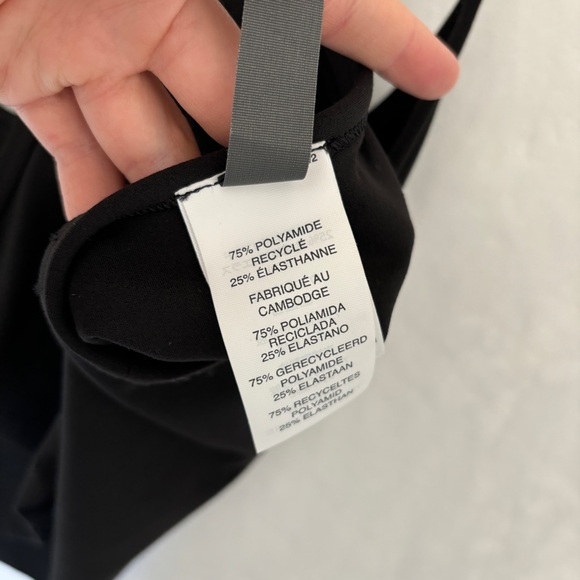 75% POLYAMIDE
RECYCLÉ
25% ÉLASTHANNE
FABRIQUÉ AU
CAMBODGE
75% POLIAMIDA
RECICLADA
25% ELASTANO
75% GERECYCLEERD
POLYAMIDE
25% ELASTAAN
75% RECYCELTES
POLYAMID
25% ELASTHAN